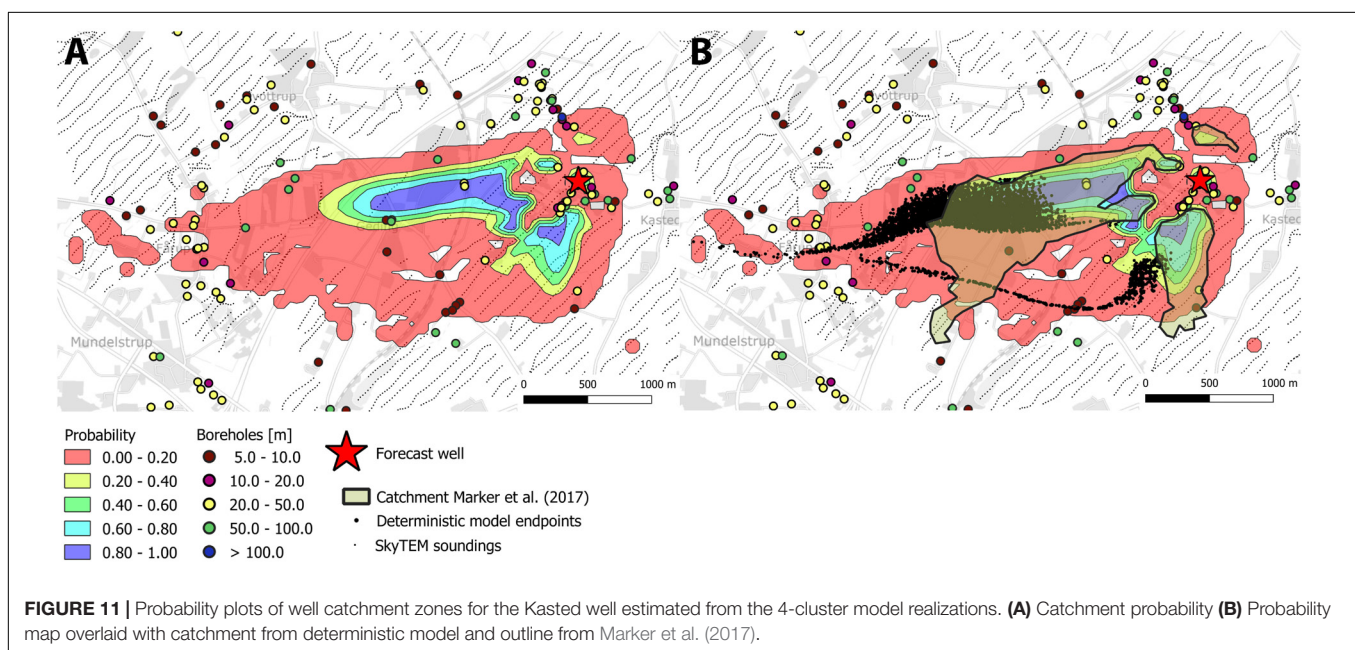 A
B
Mundelstrup
Kasted
0 500 1000 m
Mundelstrup
0 500 1000 m
Probability
0.00 - 0.20
0.20 - 0.40
0.40 - 0.60
0.60 - 0.80
0.80 - 1.00
Boreholes [m]
5.0 - 10.0
10.0 - 20.0
20.0 - 50.0
50.0 - 100.0
> 100.0
Forecast well
Catchment Marker et al. (2017)
Deterministic model endpoints
SkyTEM soundings
FIGURE 11 | Probability plots of well catchment zones for the Kasted well estimated from the 4-cluster model realizations. (A) Catchment probability (B) Probability
map overlaid with catchment from deterministic model and outline from Marker et al. (2017).